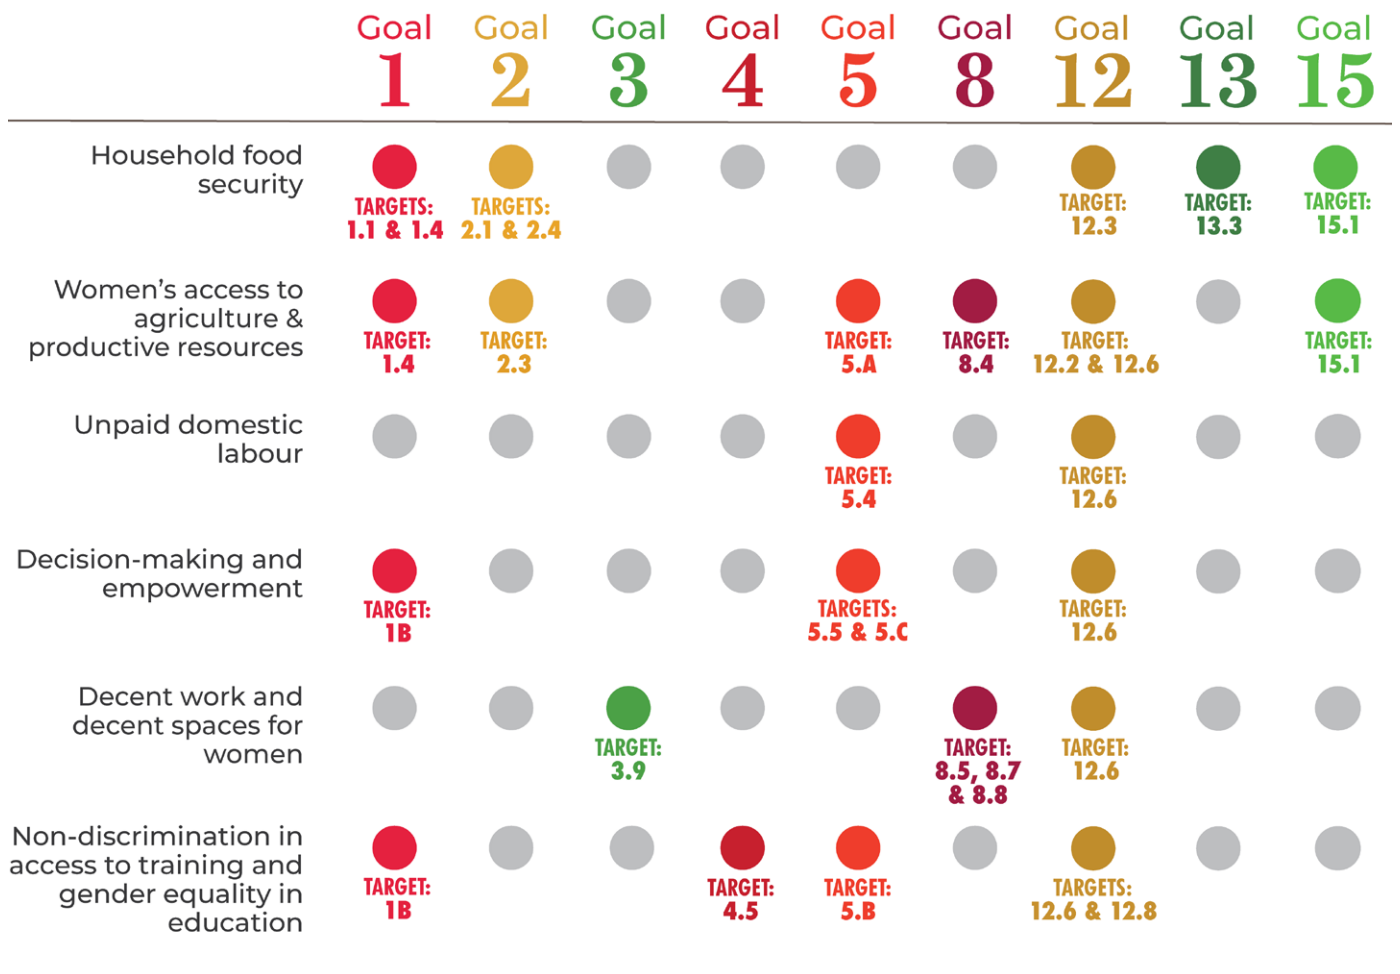 Goal Goal Goal Goal Goal Goal Goal Goal Goal
1 2 3 4 5 8 12 13 15
Household food
security
TARGETS: TARGETS: TARGET: TARGET: TARGET:
1.1 & 1.4 2.1 & 2.4 12.3 13.3 15.1
Women’s access to
agriculture &
productive resources
TARGET: TARGET: TARGET: TARGET: TARGET: TARGET:
1.4 2.3 5.A 8.4 12.2 & 12.6 15.1
Unpaid domestic
labour
TARGET: TARGET:
5.4 12.6
Decision-making and
empowerment
TARGET: TARGETS: TARGET:
1B 5.5 & 5.C 12.6
Decent work and
decent spaces for
women
TARGET: TARGET: TARGET:
3.9 8.5, 8.7 12.6
& 8.8
Non-discrimination in
access to training and
gender equality in
education
TARGET: TARGET: TARGET: TARGETS:
1B 4.5 5.B 12.6 & 12.8